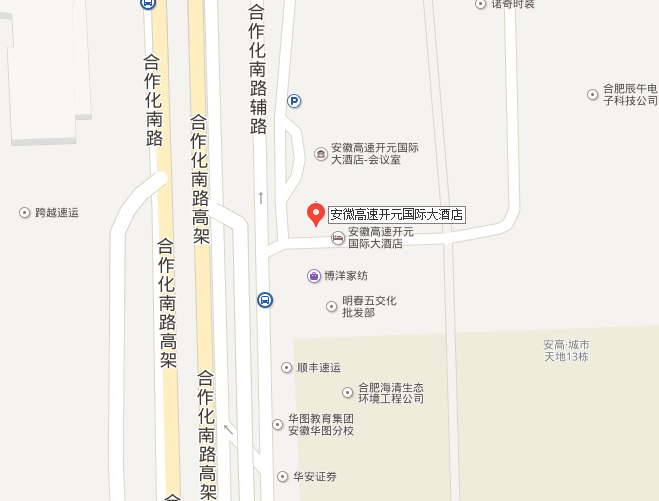 诺奇时装
合作化南路辅路
合作化南路
合肥辰午电
子科技公司
P
合作化南路高架
安徽高速开元国际
大酒店-会议室
跨越速运
安徽高速开元国际大酒店
安徽高速开元
国际大酒店
合作化南路高架
博洋家纺
明春五交化
批发部
安高·城市
天地13栋
顺丰速运
合作化南路高架
合肥海清生态
环境工程公司
华图教育集团
安徽华图分校
华安证券
合